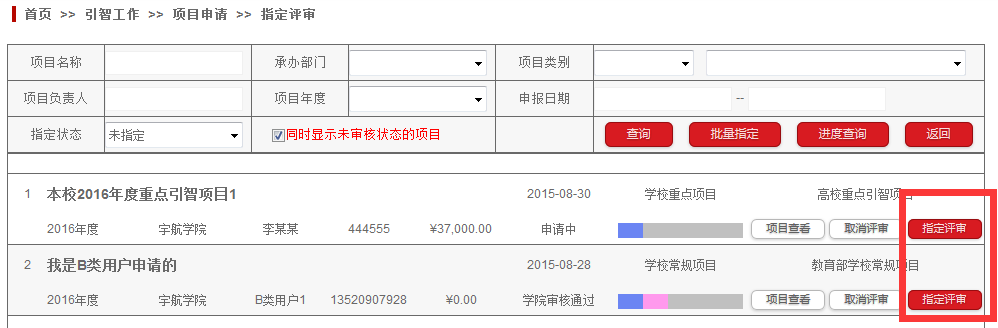 首页 >> 引智工作 >> 项目申请 >> 指定评审
项目名称 承办部门 项目类别
项目负责人 项目年度 申报日期 --
指定状态 未指定 同时显示未审核状态的项目 查询 批量指定 进度查询 返回
1 本校2016年度重点引智项目1 2015-08-30 学校重点项目 高校重点引智项目
2016年度 宇航学院 李某某 444555 ¥37,000.00 申请中 项目查看 取消评审 指定评审
2 我是B类用户申请的 2015-08-28 学校常规项目 教育部学校常规项目
2016年度 宇航学院 B类用户1 13520907928 ¥0.00 学院审核通过 项目查看 取消评审 指定评审